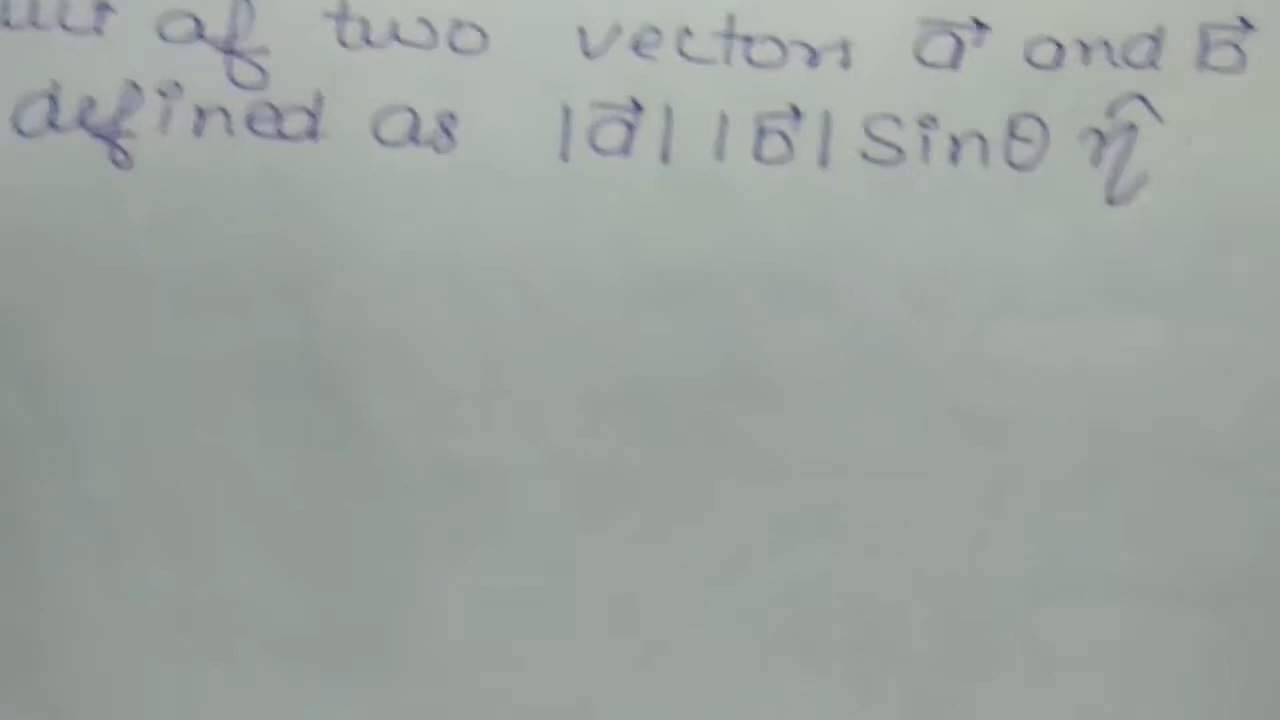 of two vectors a⃗ and b⃗
defined as |a⃗| |b⃗| Sinθ η̂